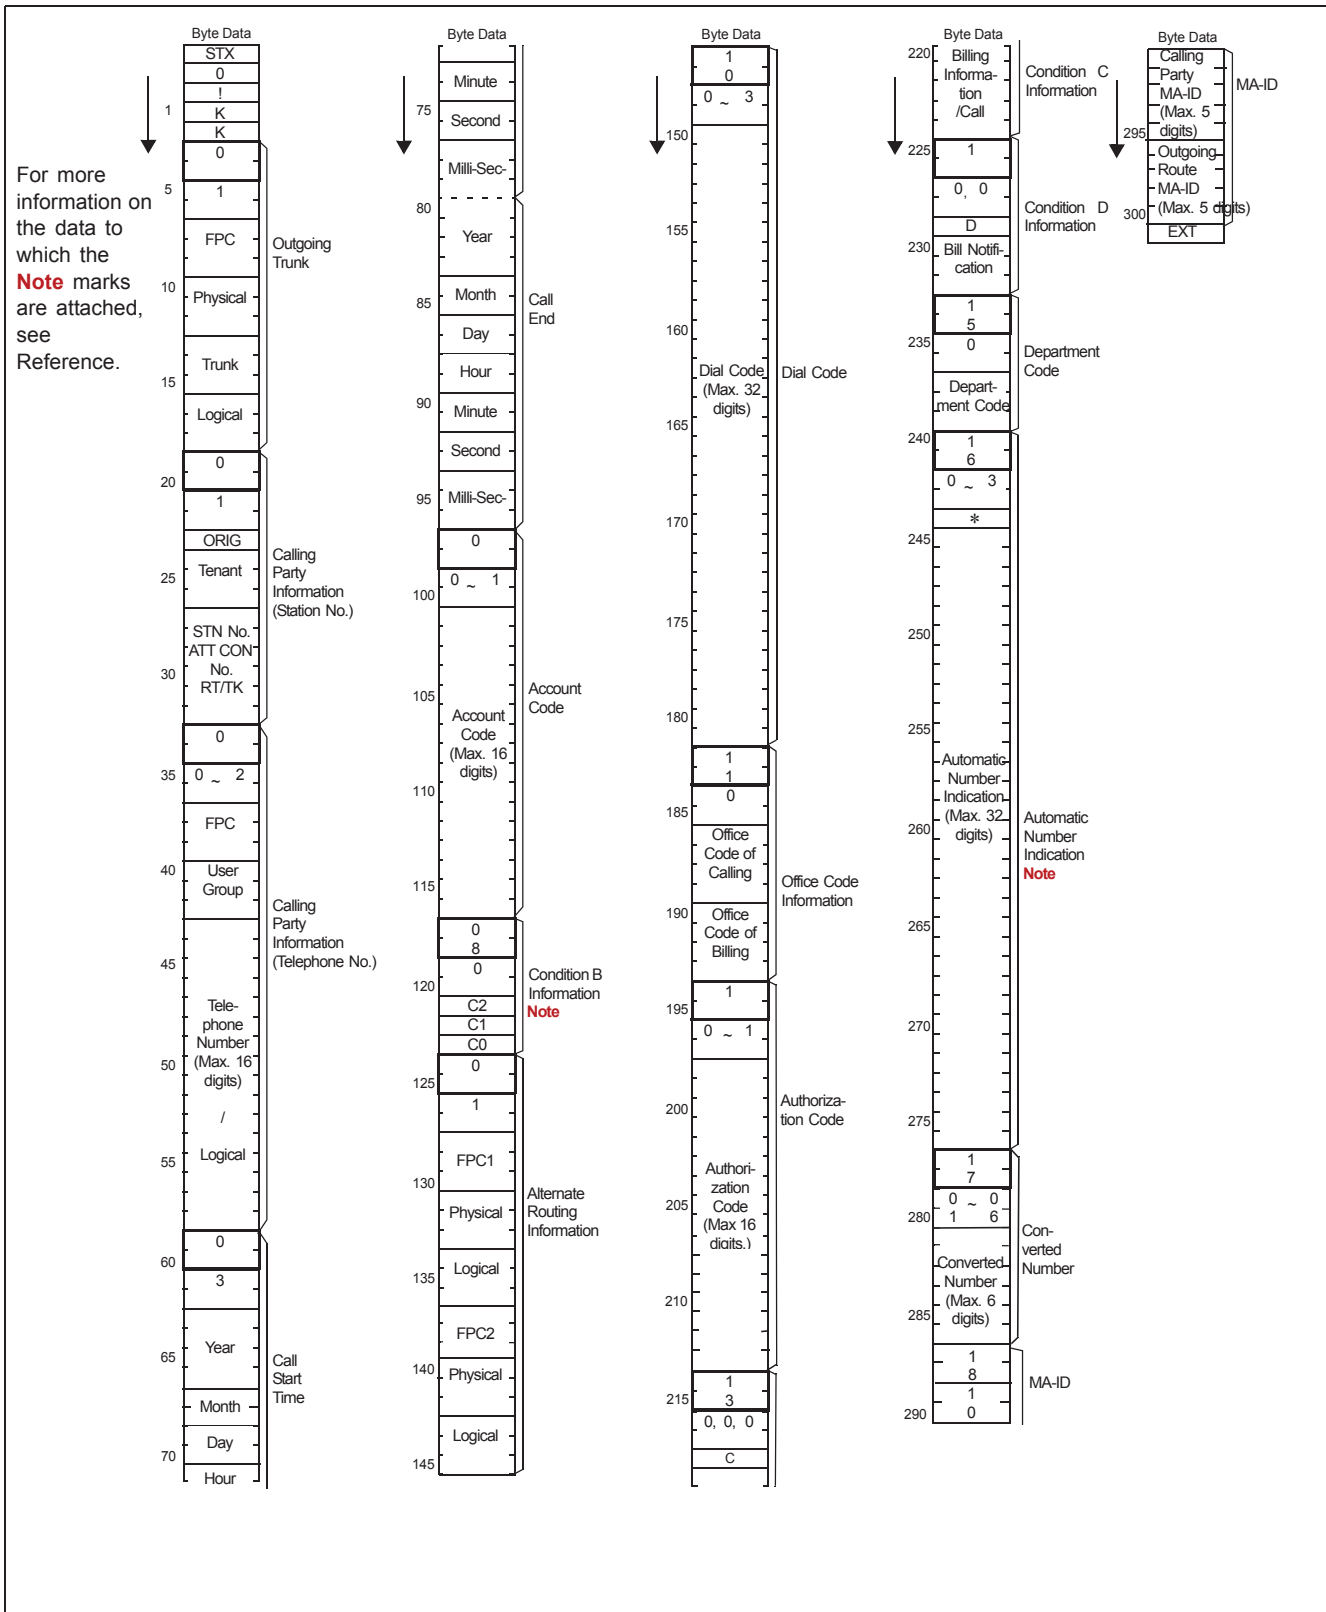 For more
information on
the data to
which the
Note marks
are attached,
see
Reference.
Byte Data
STX
0
!
1
K
K
0
5
1
FPC
10
Physical
Trunk
15
Logical
Outgoing
Trunk
0
20
1
ORIG
25
Tenant
STN No.
ATT CON
No.
30
RT/TK
Calling
Party
Information
(Station No.)
0
35
0 ~ 2
FPC
40
User
Group
45
Tele-
phone
Number
50
(Max. 16
digits)
/
55
Logical
Calling
Party
Information
(Telephone No.)
0
60
3
65
Year
Month
Day
70
Hour
Call
Start
Time
Byte Data
Minute
75
Second
Milli-Sec-
80
Year
85
Month
Day
Hour
90
Minute
Second
95
Milli-Sec-
Call
End
0
100
0 ~ 1
105
Account
Code
(Max. 16
digits)
110
115
Account
Code
0
8
0
120
C2
C1
C0
Condition B
Information
Note
0
125
1
FPC1
130
Physical
135
Logical
FPC2
140
Physical
Logical
145
Alternate
Routing
Information
Byte Data
1
0
0 ~ 3
150
155
160
Dial Code
(Max. 32
digits)
165
170
175
180
Dial Code
1
1
0
185
Office
Code of
Calling
190
Office
Code of
Billing
Office Code
Information
1
195
0 ~ 1
200
Authori-
zation
205
Code
(Max 16
digits.)
210
Authoriza-
tion Code
1
215
3
0, 0, 0
C
Byte Data
220
Billing
Informa-
tion
/Call
Condition C
Information
225
1
0, 0
D
230
Bill Notifi-
cation
Condition D
Information
1
5
235
0
Depart-
ment Code
Department
Code
240
1
6
0 ~ 3
*
245
250
255
Automatic
Number
Indication
(Max. 32
260
digits)
265
270
275
Automatic
Number
Indication
Note
1
7
0 ~ 0
280
1 6
Converted
Number
(Max. 6
285
digits)
Con-
verted
Number
1
8
1
290
0
MA-ID
Byte Data
Calling
Party
MA-ID
(Max. 5
digits)
295
Outgoing
Route
MA-ID
(Max. 5 digits)
300
EXT
MA-ID